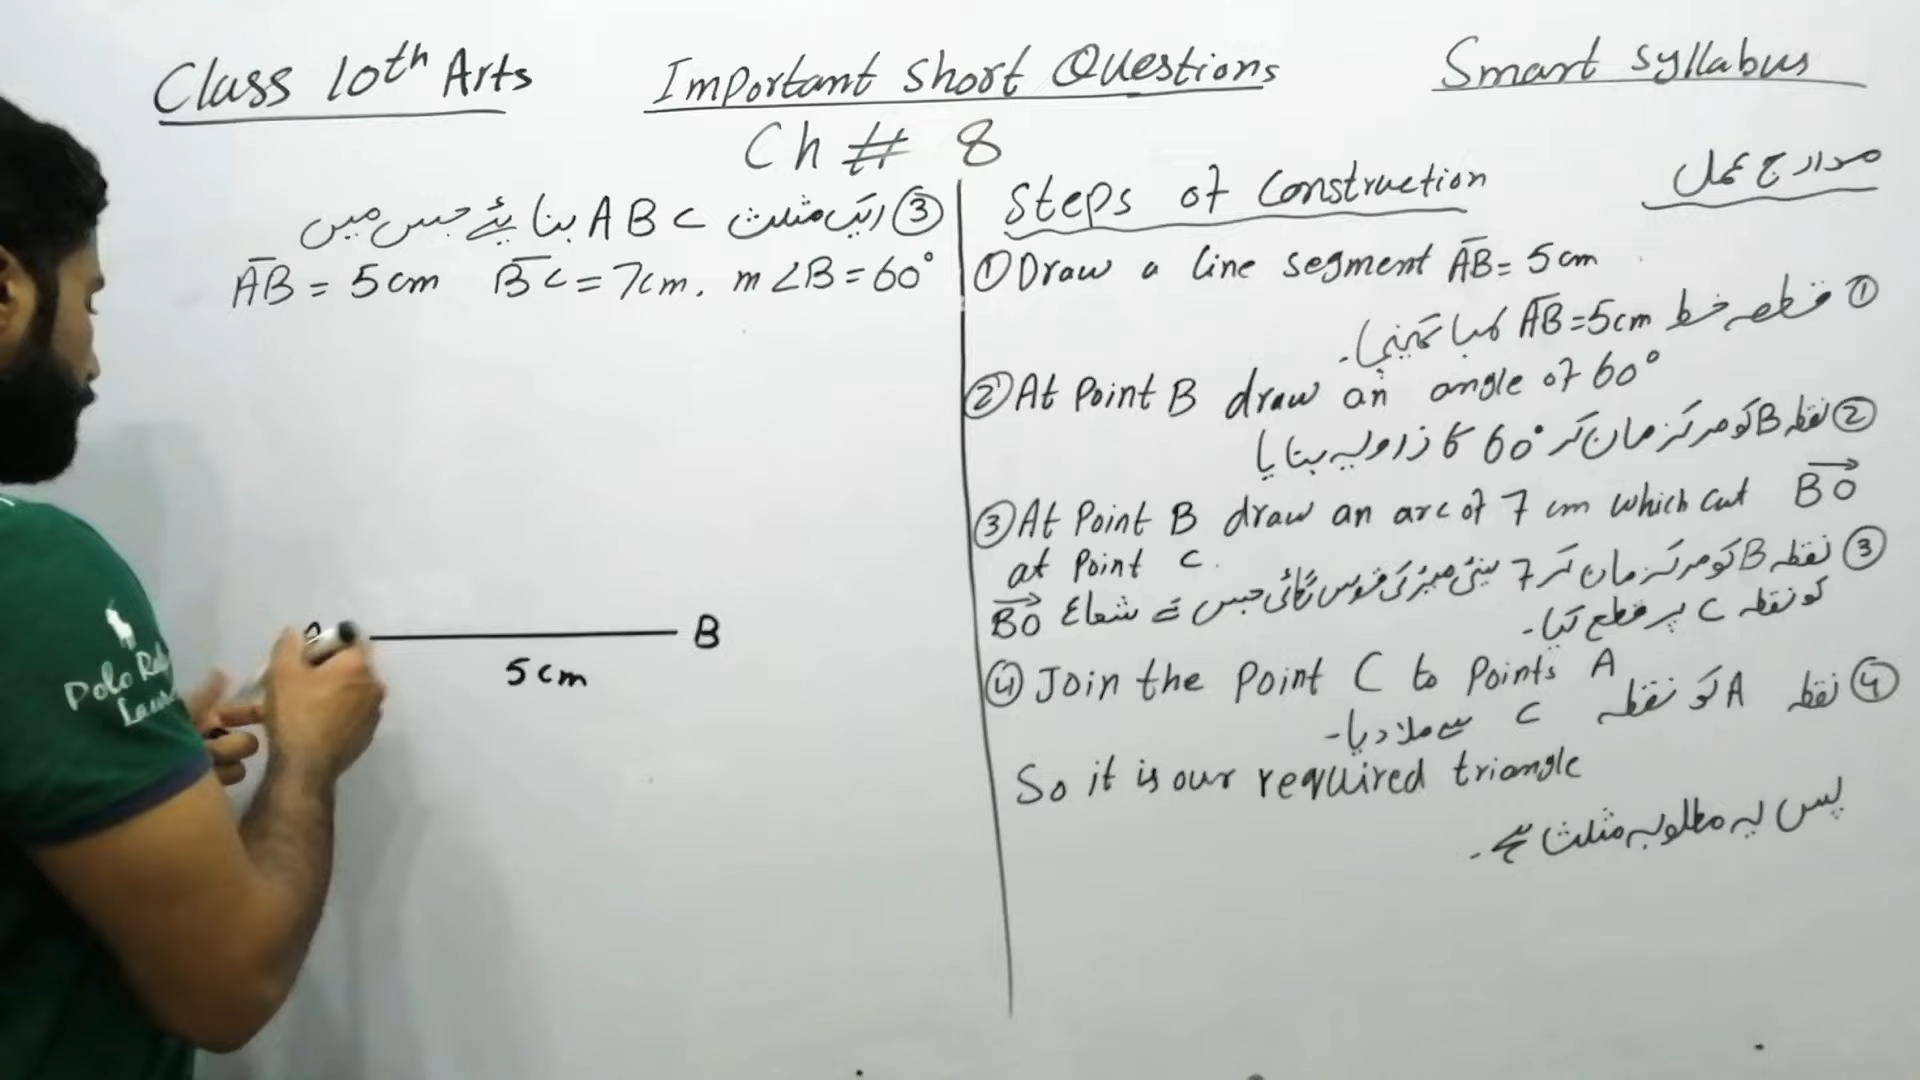 Class 10th Arts
Important Short Questions
Smart Syllabus
Ch # 8
③ ایک مثلث ABC بنایئے جس میں
AB = 5cm BC = 7cm. m∠B = 60°
5cm
B
Polo Ral
Laur
Steps of Construction
مدارج عمل
① Draw a line segment AB = 5cm
① قطعہ خط AB = 5cm لمبا کھینچا۔
② At Point B draw an angle of 60°
② نقطہ B کو مرکز مان کر 60° کا زاویہ بنایا
③ At Point B draw an arc of 7 cm which cut BO
at Point C.
③ نقطہ B کو مرکز مان کر 7 سینٹی میٹر کی قوس لگائی جس نے شعاع BO
کو نقطہ C پر قطع کیا۔
④ Join the Point C to Points A
④ نقطہ A کو نقطہ C سے ملا دیا۔
So it is our required triangle
پس یہ مطلوبہ مثلث ہے۔